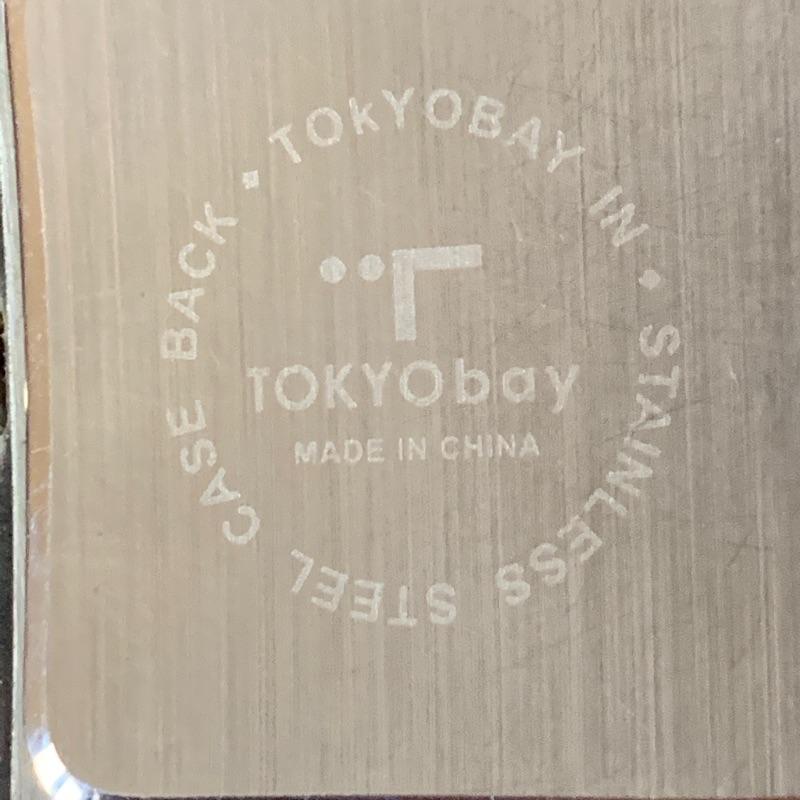 TOKYOBAY IN • STAINLESS STEEL CASE BACK •
TOKYObay
MADE IN CHINA